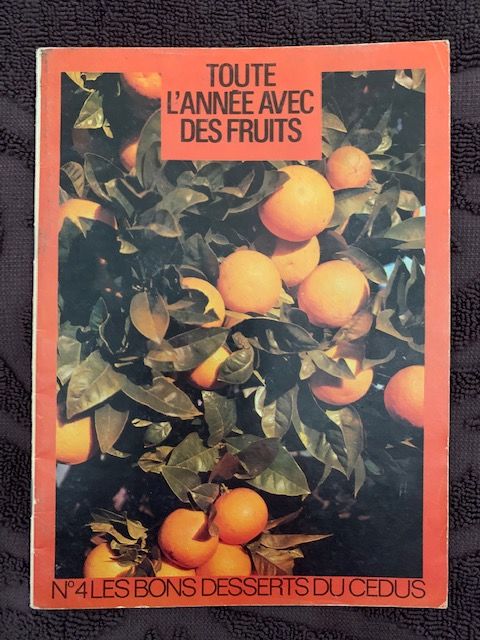 TOUTE
L'ANNÉE AVEC
DES FRUITS
N°4 LES BONS DESSERTS DU CEDUS